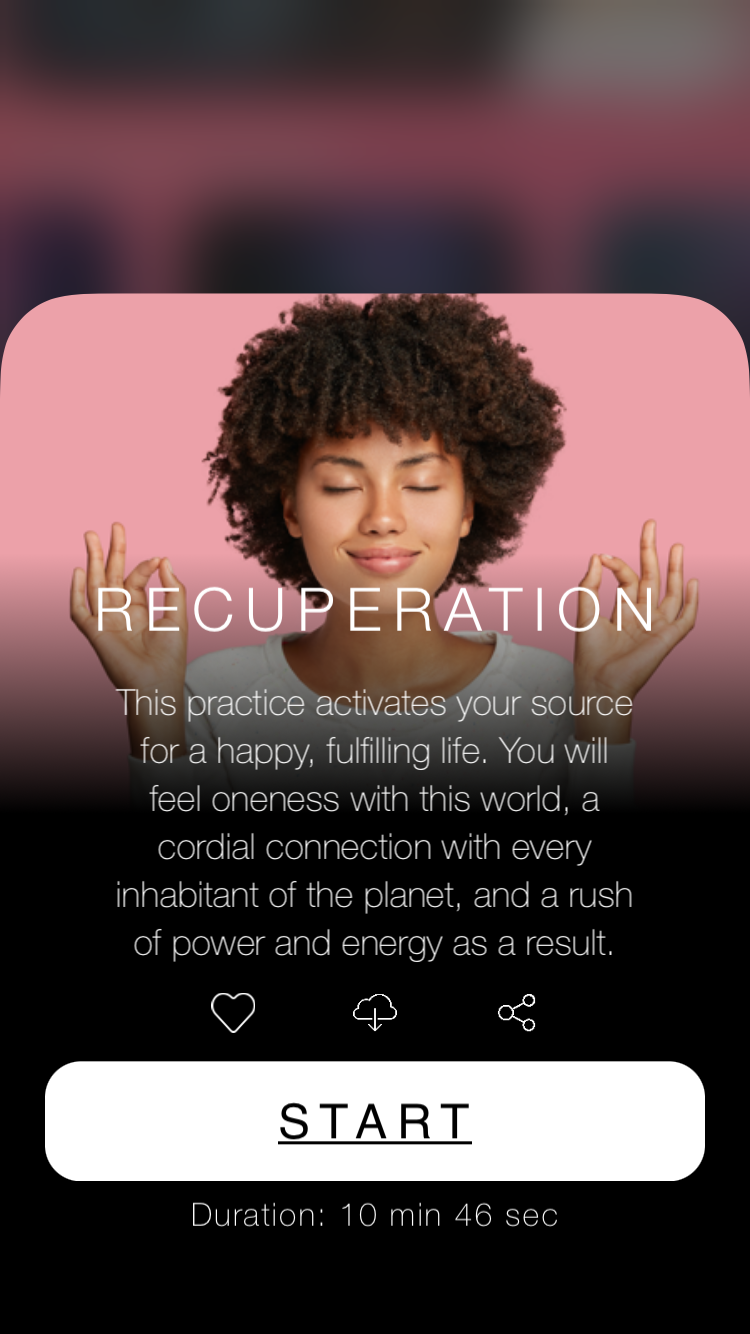 RECUPERATION
This practice activates your source
for a happy, fulfilling life. You will
feel oneness with this world, a
cordial connection with every
inhabitant of the planet, and a rush
of power and energy as a result.
START
Duration: 10 min 46 sec